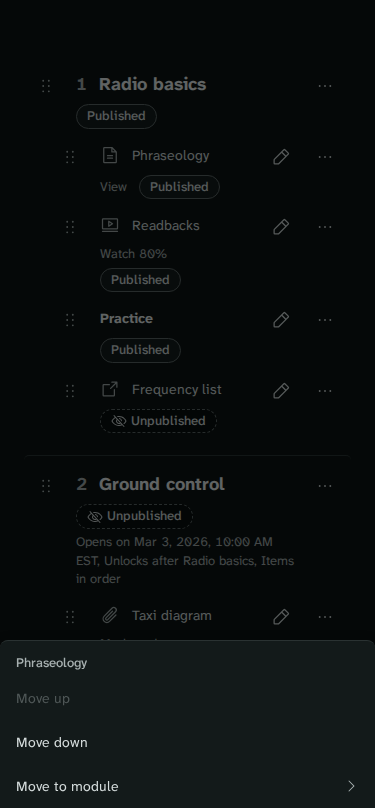 1 Radio basics
Published
Phraseology
View Published
Readbacks
Watch 80%
Published
Practice
Published
Frequency list
Unpublished
2 Ground control
Unpublished
Opens on Mar 3, 2026, 10:00 AM
EST, Unlocks after Radio basics, Items
in order
Taxi diagram
Phraseology
Move up
Move down
Move to module